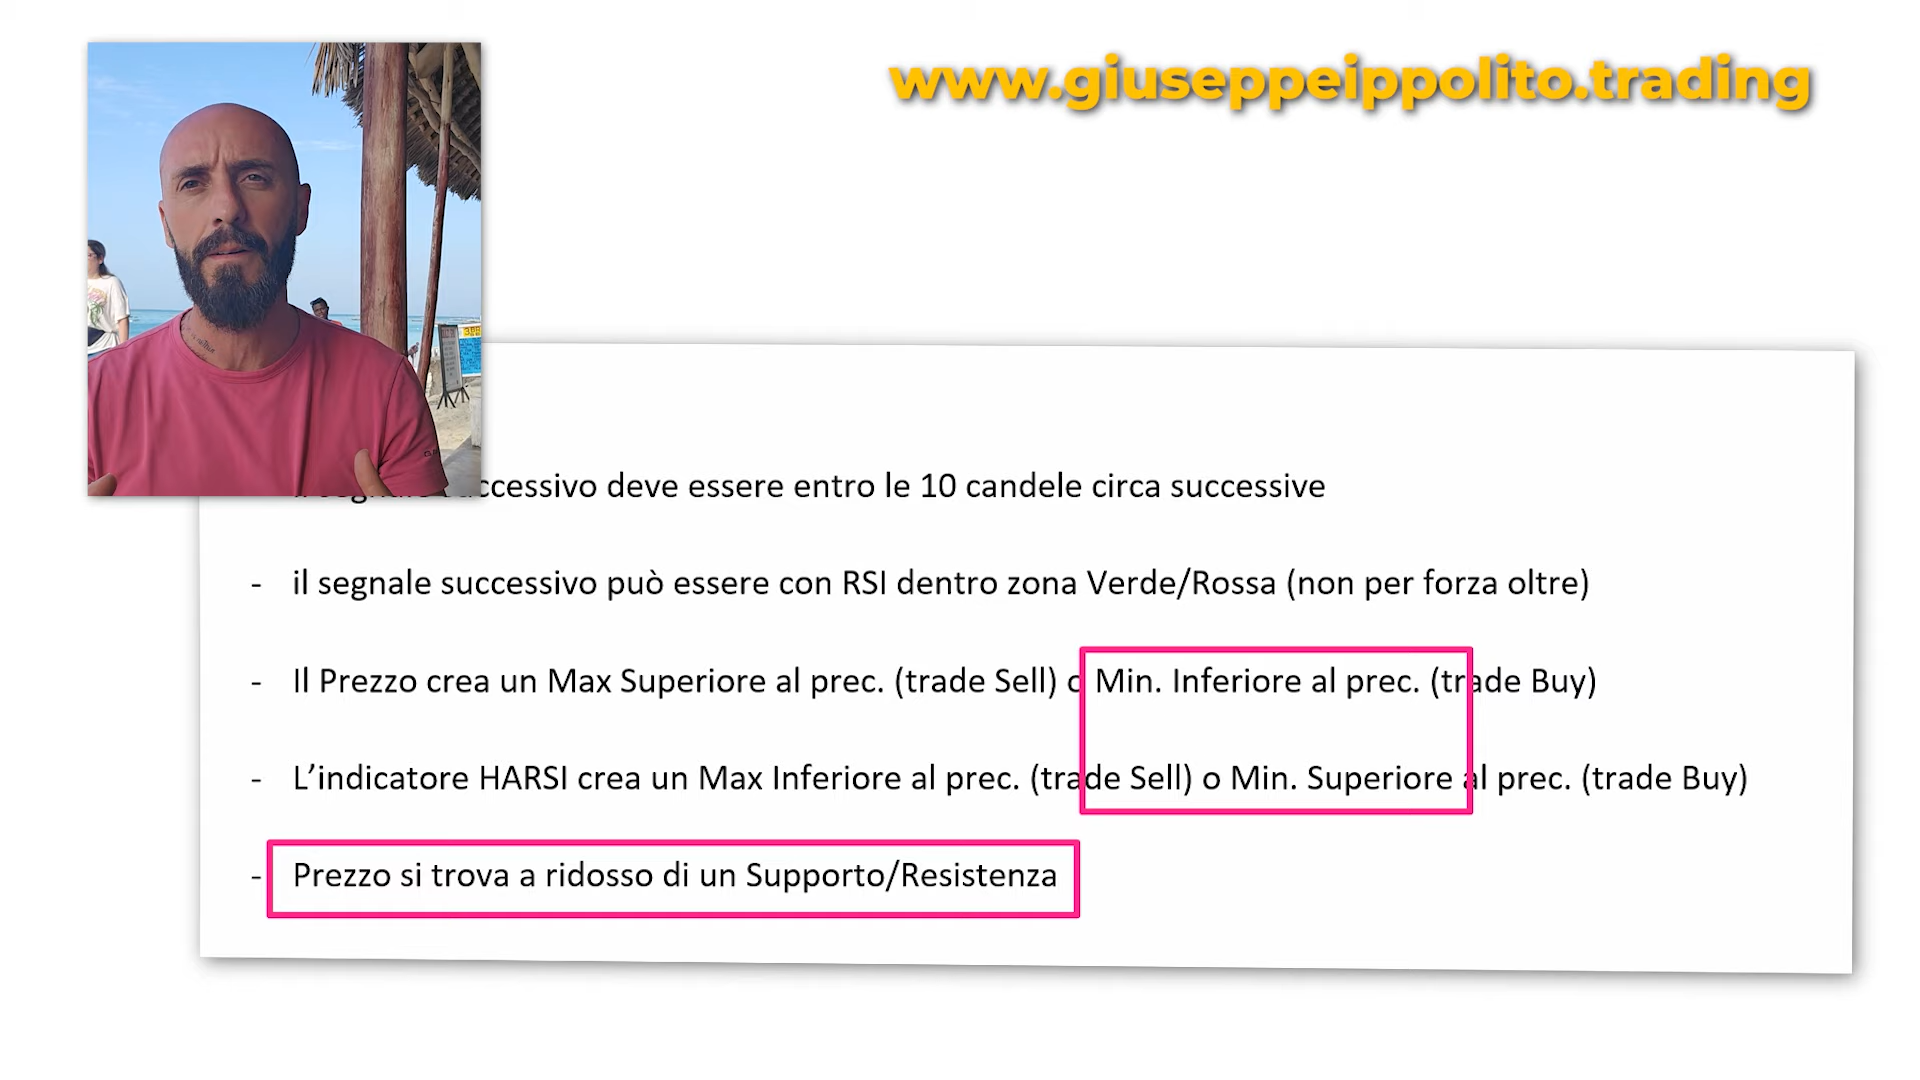 www.giuseppeippolito.trading
successivo deve essere entro le 10 candele circa successive
- il segnale successivo può essere con RSI dentro zona Verde/Rossa (non per forza oltre)
- Il Prezzo crea un Max Superiore al prec. (trade Sell) o Min. Inferiore al prec. (trade Buy)
- L’indicatore HARSI crea un Max Inferiore al prec. (trade Sell) o Min. Superiore al prec. (trade Buy)
- Prezzo si trova a ridosso di un Supporto/Resistenza